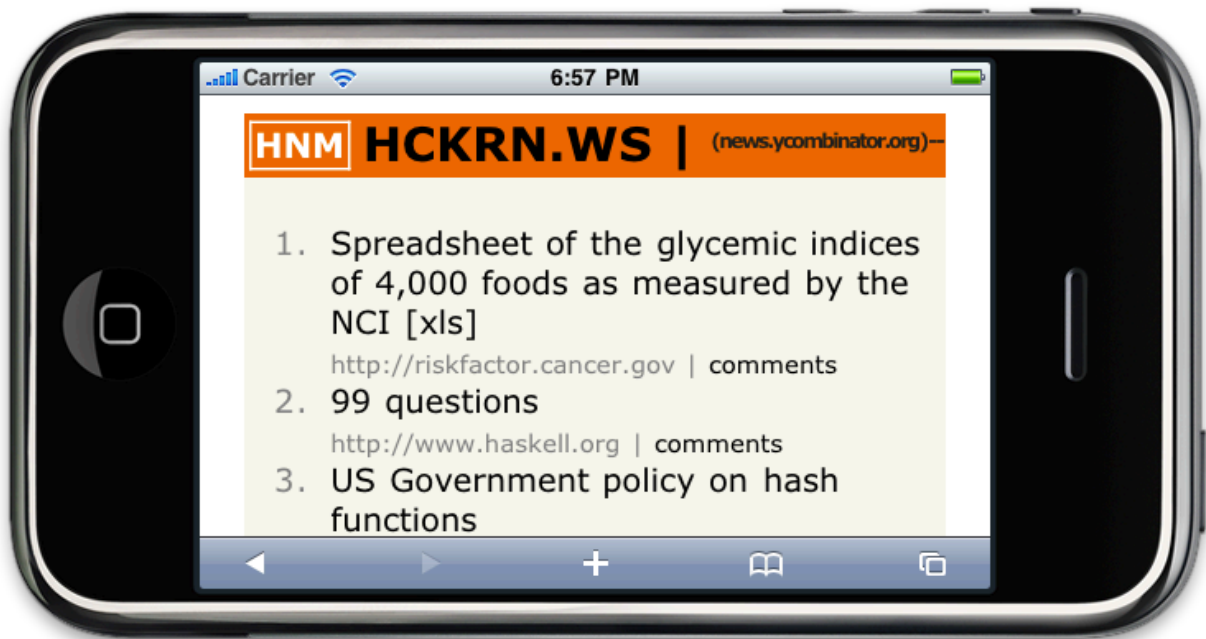 Carrier 6:57 PM
HNM HCKRN.WS | (news.ycombinator.org)--
1. Spreadsheet of the glycemic indices
of 4,000 foods as measured by the
NCI [xls]
http://riskfactor.cancer.gov | comments
2. 99 questions
http://www.haskell.org | comments
3. US Government policy on hash
functions